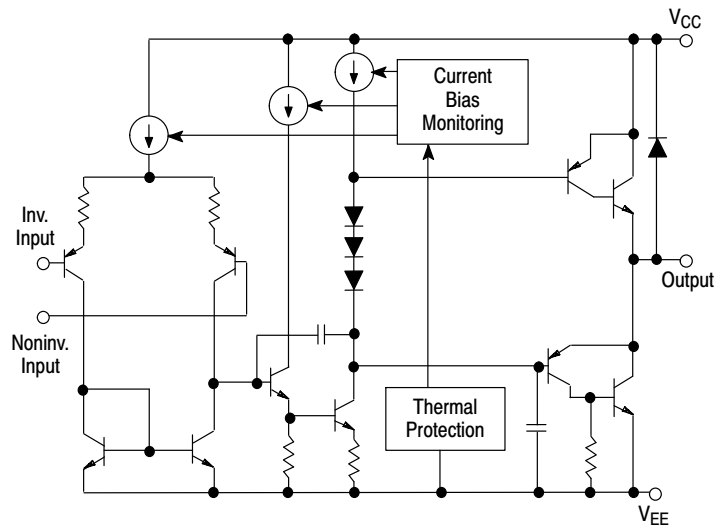 VCC
Current
Bias
Monitoring
Inv.
Input
Output
Noninv.
Input
Thermal
Protection
VEE